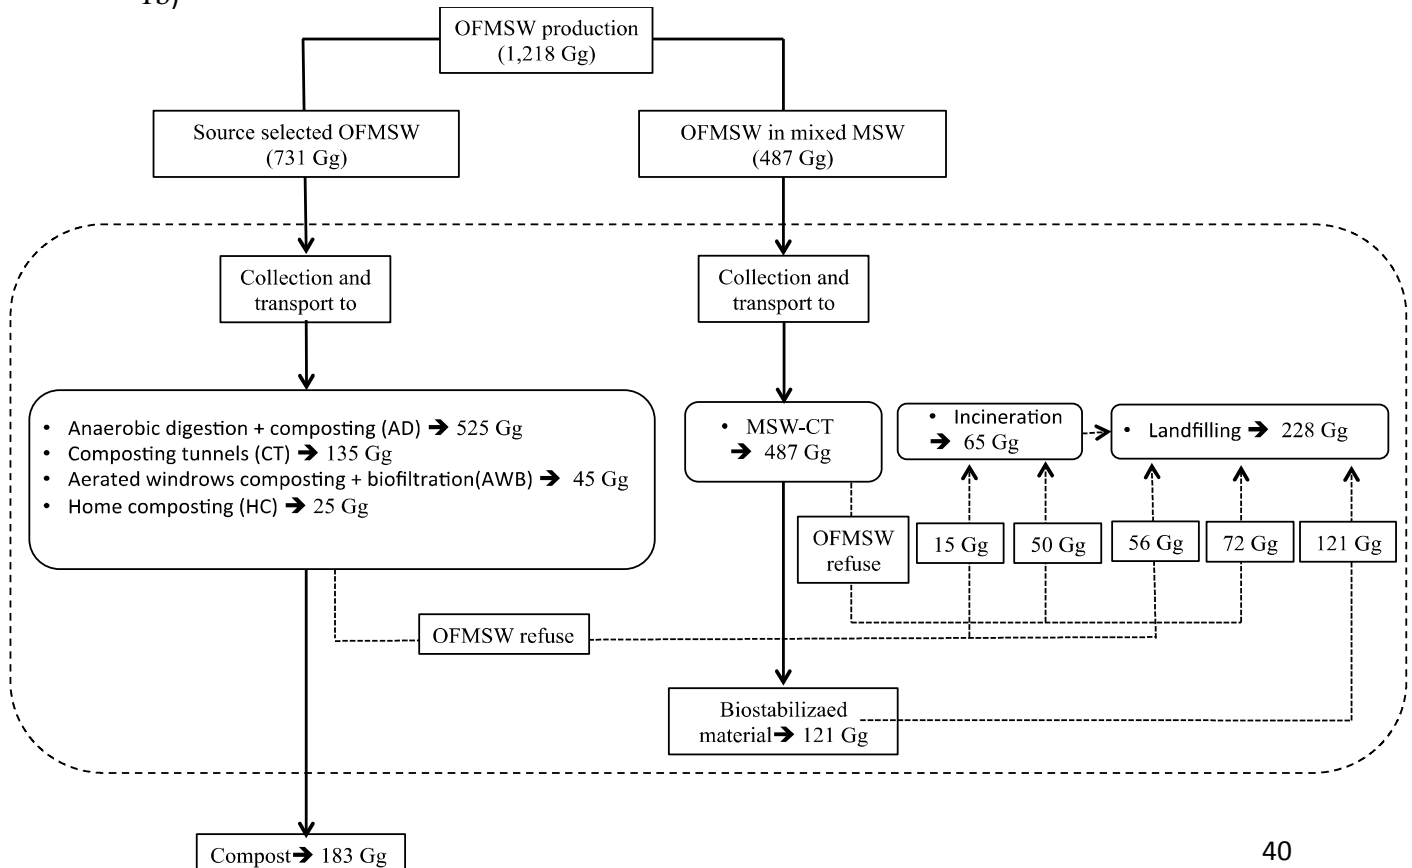 OFMSW production
(1,218 Gg)
Source selected OFMSW
(731 Gg)
OFMSW in mixed MSW
(487 Gg)
Collection and
transport to
Collection and
transport to
• Anaerobic digestion + composting (AD) ➔ 525 Gg
• Composting tunnels (CT) ➔ 135 Gg
• Aerated windrows composting + biofiltration(AWB) ➔ 45 Gg
• Home composting (HC) ➔ 25 Gg
• MSW-CT
➔ 487 Gg
• Incineration
➔ 65 Gg
• Landfilling ➔ 228 Gg
OFMSW
refuse
15 Gg
50 Gg
56 Gg
72 Gg
121 Gg
OFMSW refuse
Biostabilizaed
material➔ 121 Gg
Compost➔ 183 Gg
40